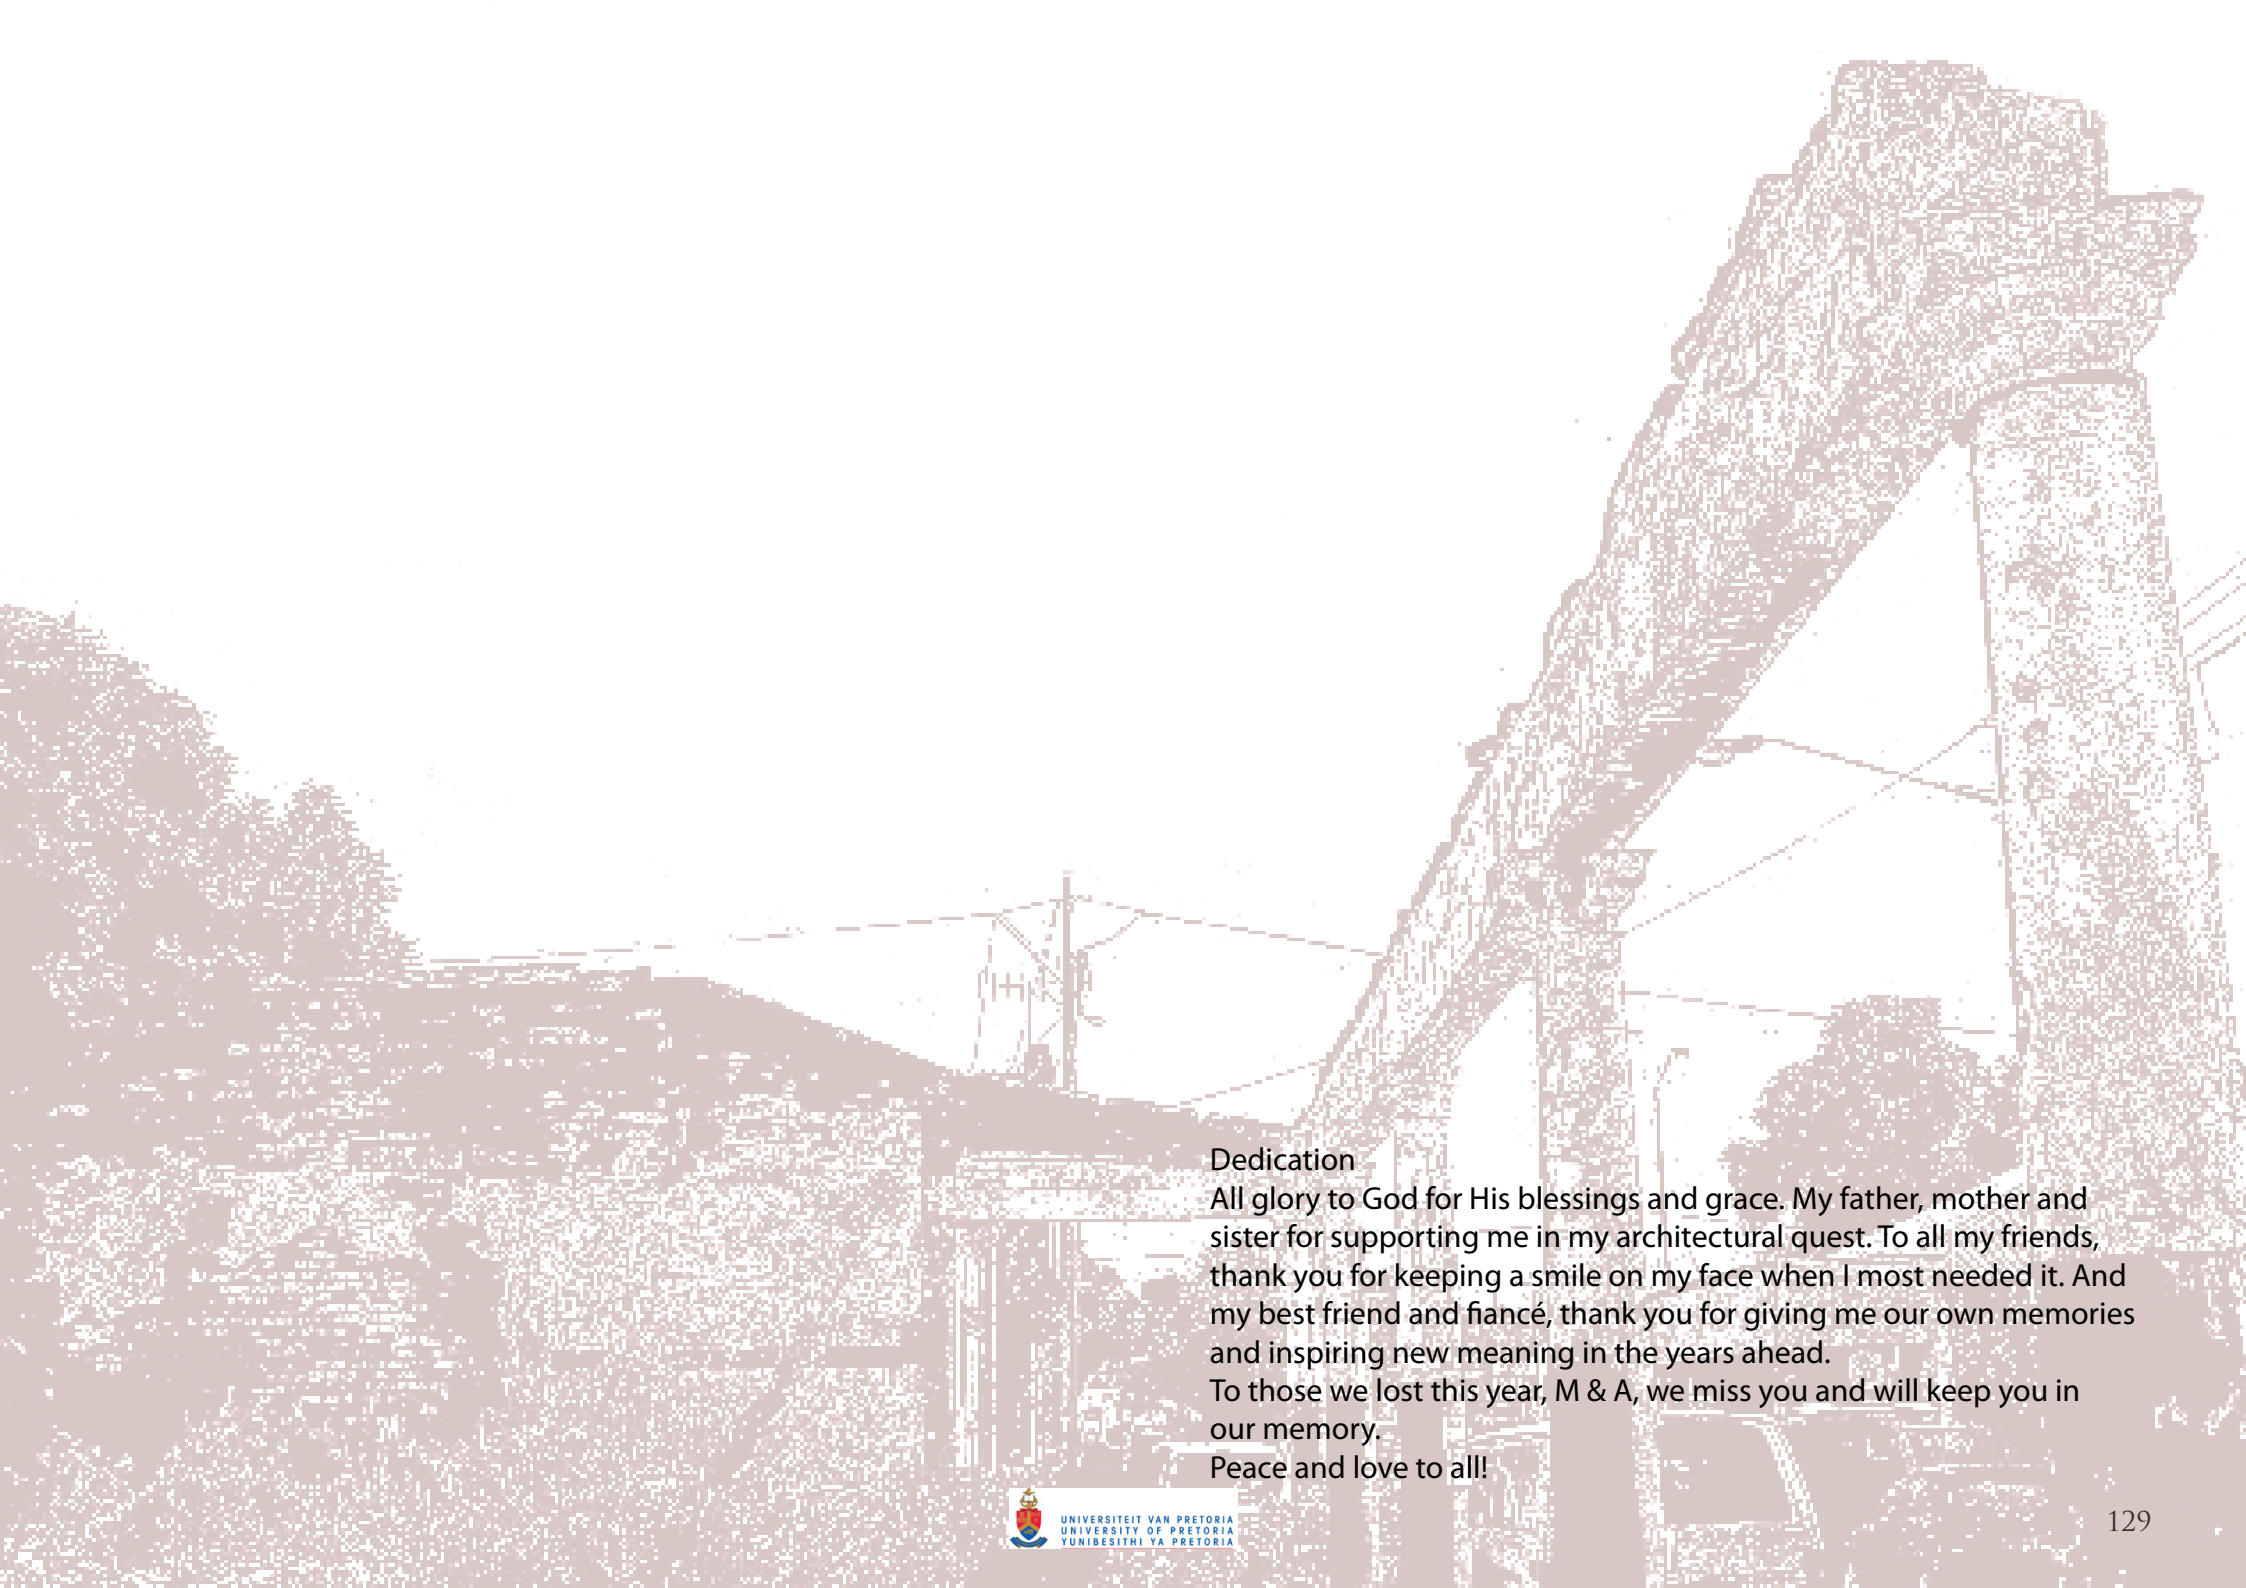 Dedication
All glory to God for His blessings and grace. My father, mother and
sister for supporting me in my architectural quest. To all my friends,
thank you for keeping a smile on my face when I most needed it. And
my best friend and fiancé, thank you for giving me our own memories
and inspiring new meaning in the years ahead.
To those we lost this year, M & A, we miss you and will keep you in
our memory.
Peace and love to all!
UNIVERSITEIT VAN PRETORIA
UNIVERSITY OF PRETORIA
YUNIBESITHI YA PRETORIA
129